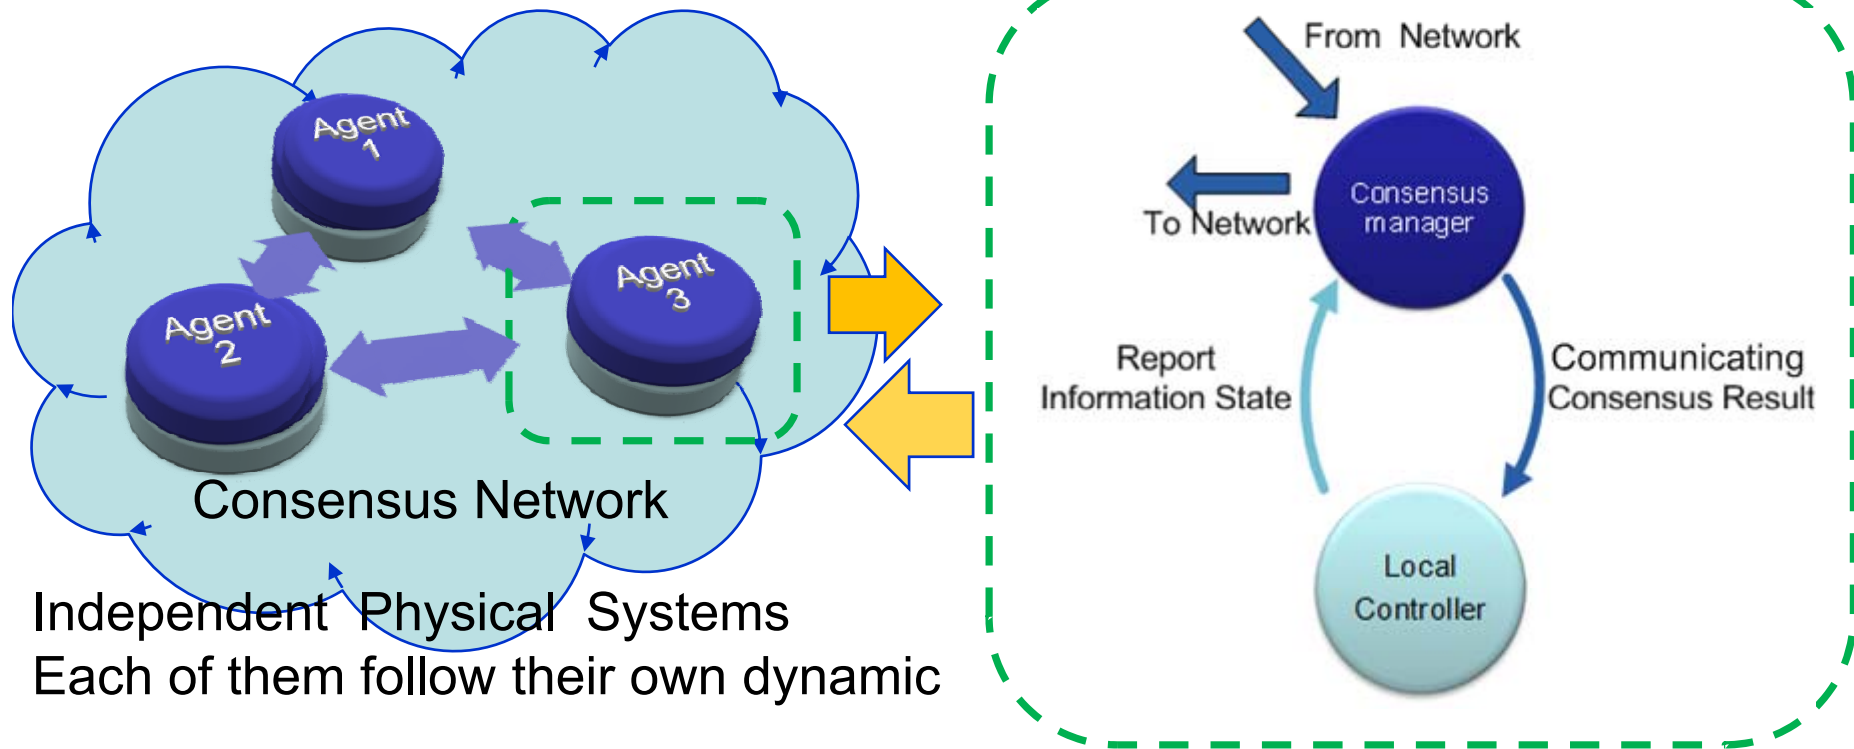 Agent
1
Agent
2
Agent
3
Consensus Network
Independent Physical Systems
Each of them follow their own dynamic
From Network
To Network
Consensus
manager
Report
Information State
Communicating
Consensus Result
Local
Controller